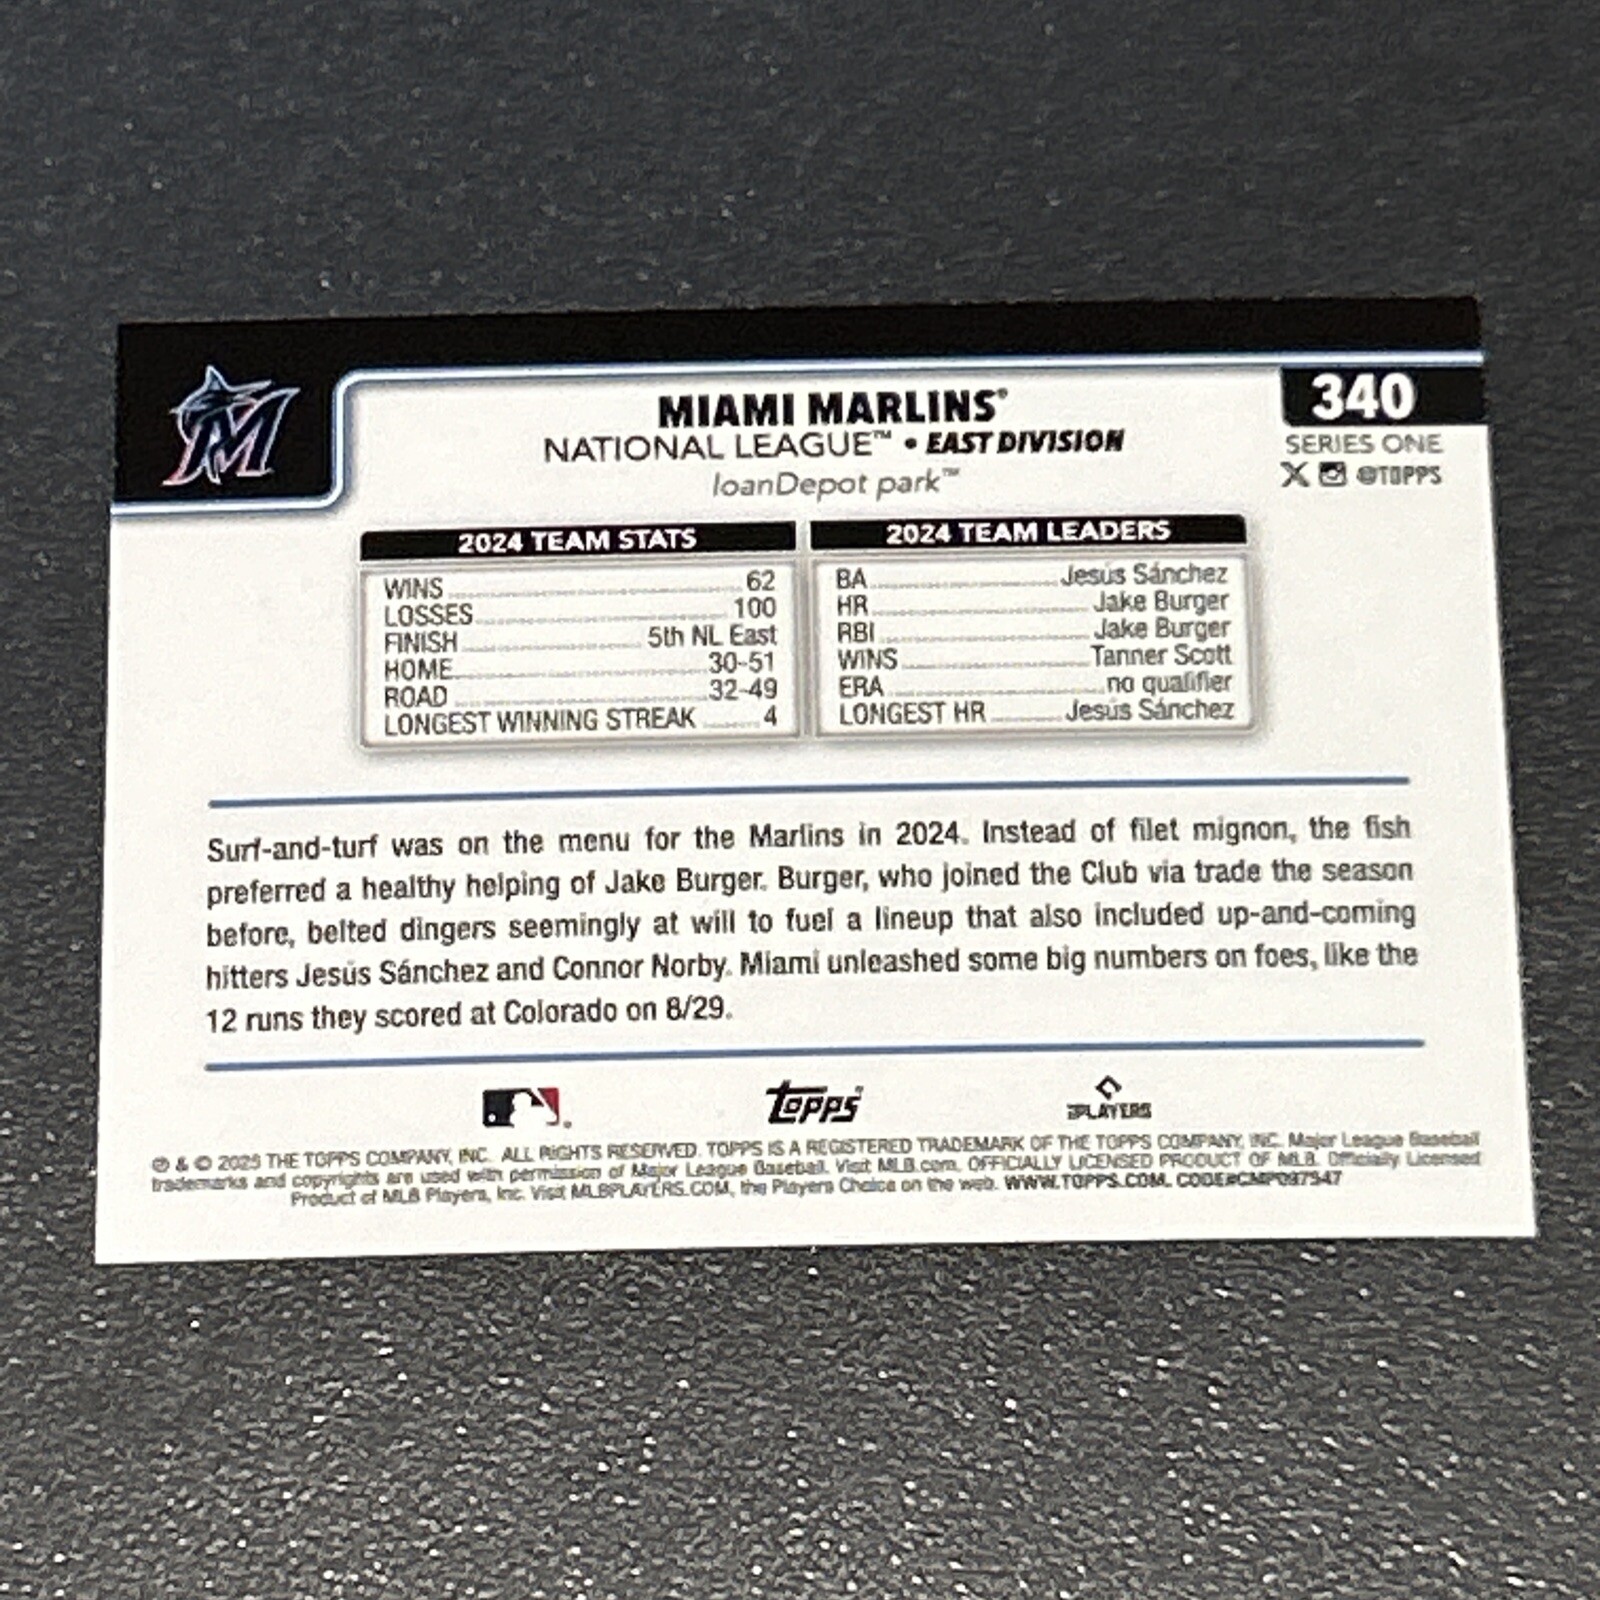 M
MIAMI MARLINS®
340
NATIONAL LEAGUE™ • EAST DIVISION
SERIES ONE
loanDepot park™
X @TOPPS
2024 TEAM STATS
WINS 62
LOSSES 100
FINISH 5th NL East
HOME 30-51
ROAD 32-49
LONGEST WINNING STREAK 4
2024 TEAM LEADERS
BA Jesús Sánchez
HR Jake Burger
RBI Jake Burger
WINS Tanner Scott
ERA no qualifier
LONGEST HR Jesús Sánchez
Surf-and-turf was on the menu for the Marlins in 2024. Instead of filet mignon, the fish
preferred a healthy helping of Jake Burger. Burger, who joined the Club via trade the season
before, belted dingers seemingly at will to fuel a lineup that also included up-and-coming
hitters Jesús Sánchez and Connor Norby. Miami unleashed some big numbers on foes, like the
12 runs they scored at Colorado on 8/29.
Topps®
PLAYERS
® & © 2025 THE TOPPS COMPANY, INC. ALL RIGHTS RESERVED. TOPPS IS A REGISTERED TRADEMARK OF THE TOPPS COMPANY, INC. Major League Baseball
trademarks and copyrights are used with permission of Major League Baseball. Visit MLB.com. OFFICIALLY LICENSED PRODUCT OF MLB. Officially Licensed
Product of MLB Players, Inc. Visit MLBPLAYERS.COM, the Players Choice on the web. WWW.TOPPS.COM. CODE#CMP097547